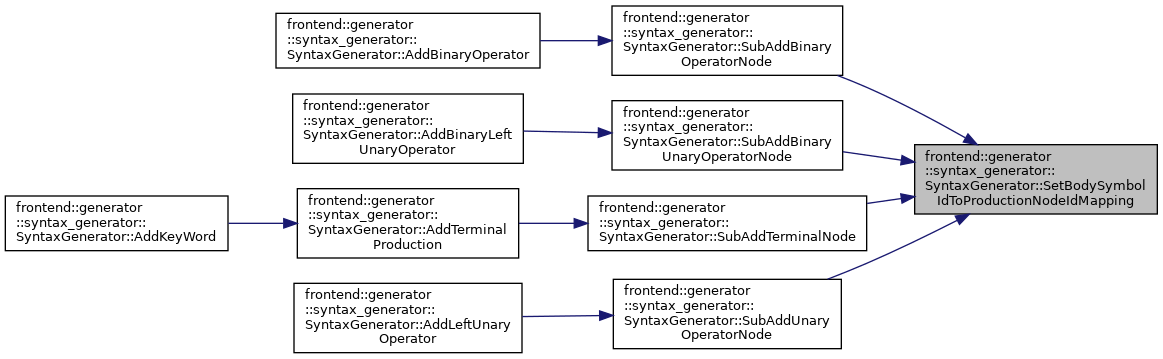 frontend::generator
::syntax_generator::
SyntaxGenerator::AddBinaryOperator
frontend::generator
::syntax_generator::
SyntaxGenerator::SubAddBinary
OperatorNode
frontend::generator
::syntax_generator::
SyntaxGenerator::AddBinaryLeft
UnaryOperator
frontend::generator
::syntax_generator::
SyntaxGenerator::SubAddBinary
UnaryOperatorNode
frontend::generator
::syntax_generator::
SyntaxGenerator::SetBodySymbol
IdToProductionNodeIdMapping
frontend::generator
::syntax_generator::
SyntaxGenerator::AddKeyWord
frontend::generator
::syntax_generator::
SyntaxGenerator::AddTerminal
Production
frontend::generator
::syntax_generator::
SyntaxGenerator::SubAddTerminalNode
frontend::generator
::syntax_generator::
SyntaxGenerator::AddLeftUnary
Operator
frontend::generator
::syntax_generator::
SyntaxGenerator::SubAddUnary
OperatorNode